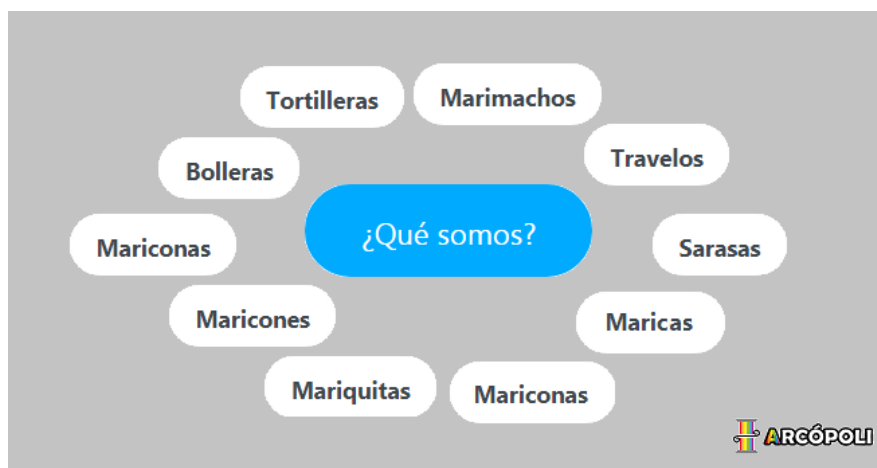 Tortilleras
Marimachos
Bolleras
Travelos
¿Qué somos?
Mariconas
Sarasas
Maricones
Maricas
Mariquitas
Mariconas
ARCÓPOLI